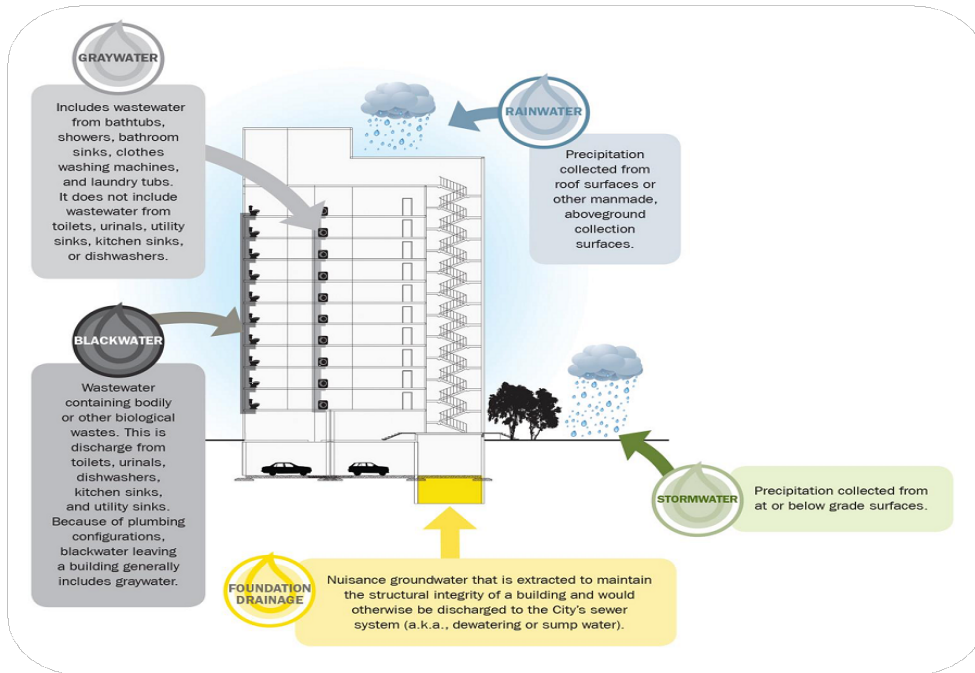 GRAYWATER
Includes wastewater
from bathtubs,
showers, bathroom
sinks, clothes
washing machines,
and laundry tubs.
It does not include
wastewater from
toilets, urinals, utility
sinks, kitchen sinks,
or dishwashers.
RAINWATER
Precipitation
collected from
roof surfaces or
other manmade,
aboveground
collection
surfaces.
BLACKWATER
Wastewater
containing bodily
or other biological
wastes. This is
discharge from
toilets, urinals,
dishwashers,
kitchen sinks,
and utility sinks.
Because of plumbing
configurations,
blackwater leaving
a building generally
includes graywater.
STORMWATER
Precipitation collected from
at or below grade surfaces.
FOUNDATION
DRAINAGE
Nuisance groundwater that is extracted to maintain
the structural integrity of a building and would
otherwise be discharged to the City's sewer
system (a.k.a., dewatering or sump water).